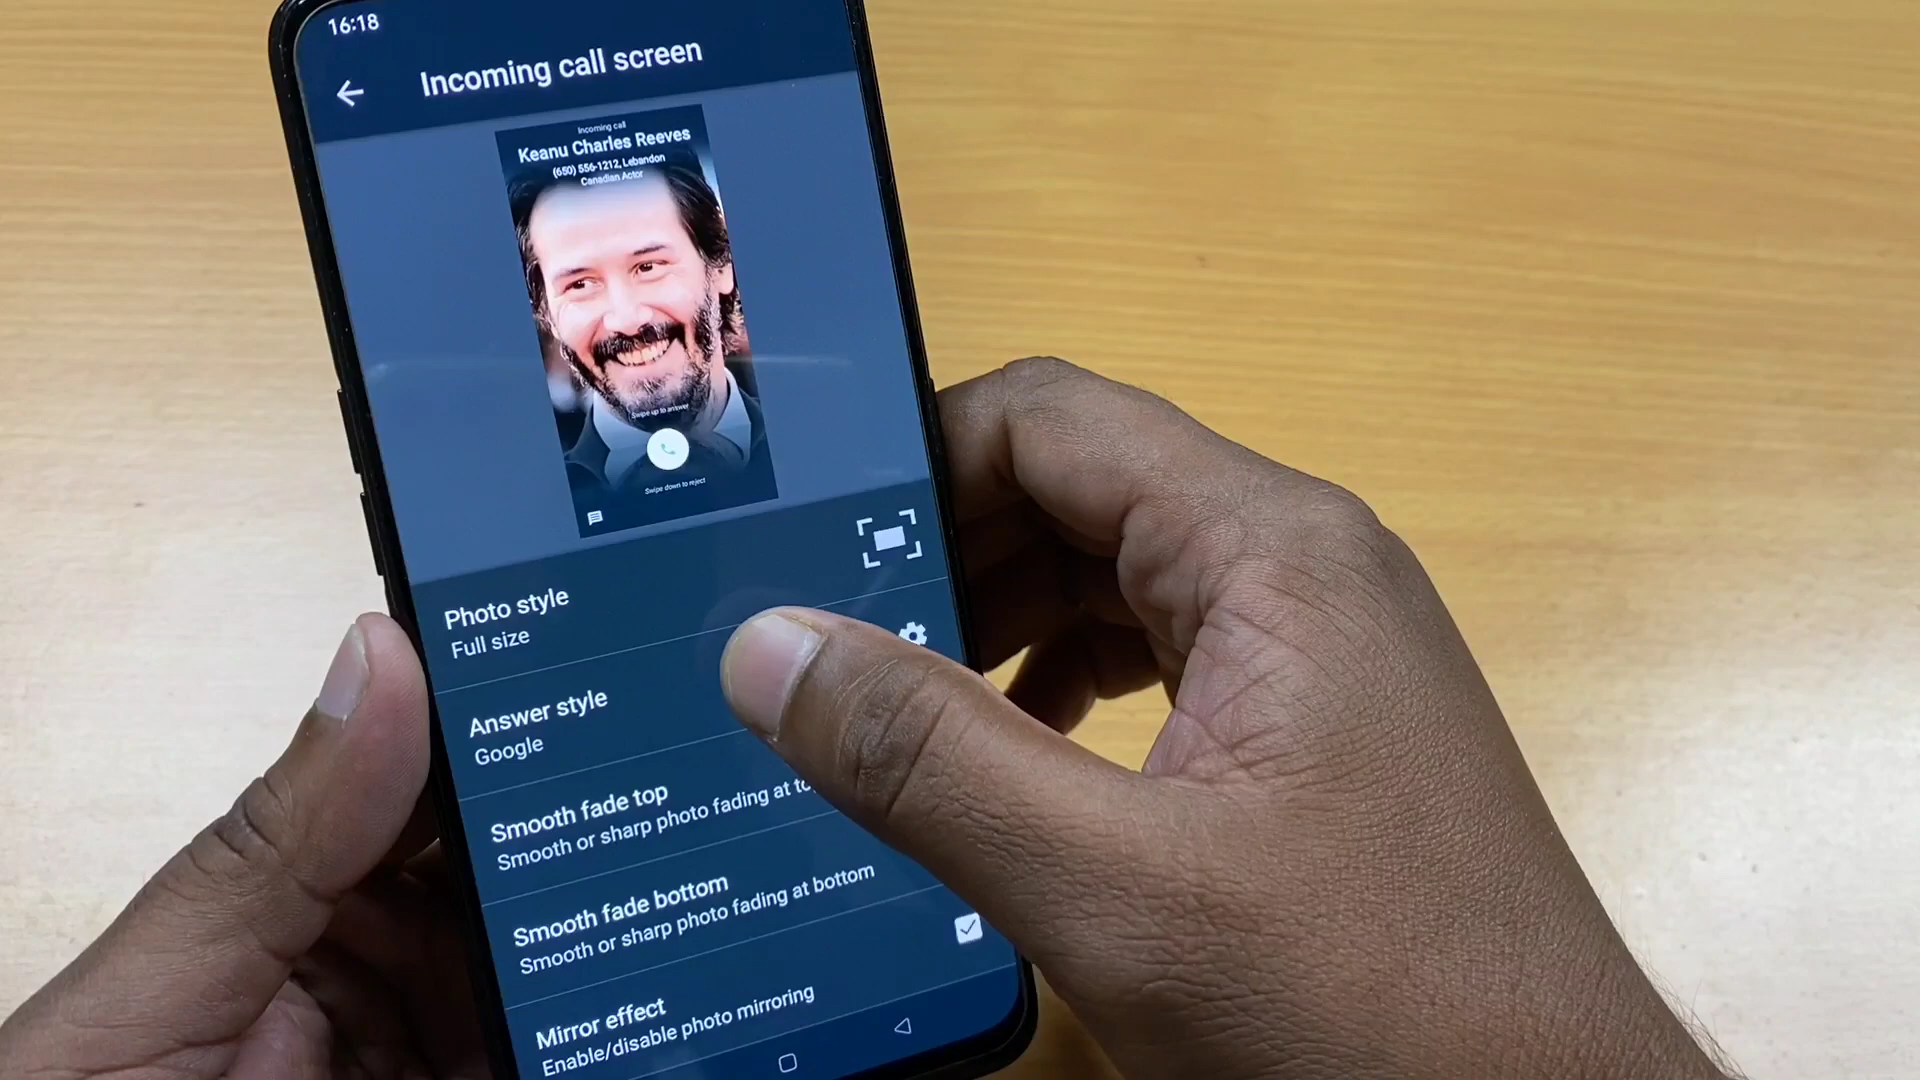 16:18
Incoming call screen
Incoming call
Keanu Charles Reeves
(650) 556-1212, Lebandon
Canadian Actor
Swipe up to answer
Swipe down to reject
Photo style
Full size
Answer style
Google
Smooth fade top
Smooth or sharp photo fading at
Smooth fade bottom
Smooth or sharp photo fading at bottom
Mirror effect
Enable/disable photo mirroring